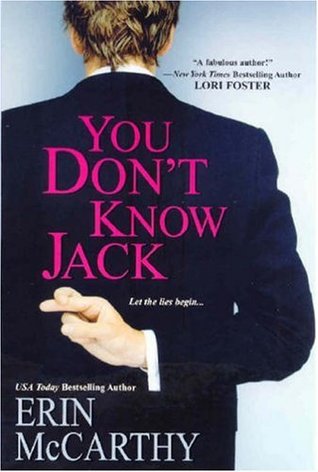 "A fabulous author!"
—New York Times Bestselling Author
LORI FOSTER
YOU
DON'T
KNOW
JACK
Let the lies begin...
USA Today Bestselling Author
ERIN
McCARTHY